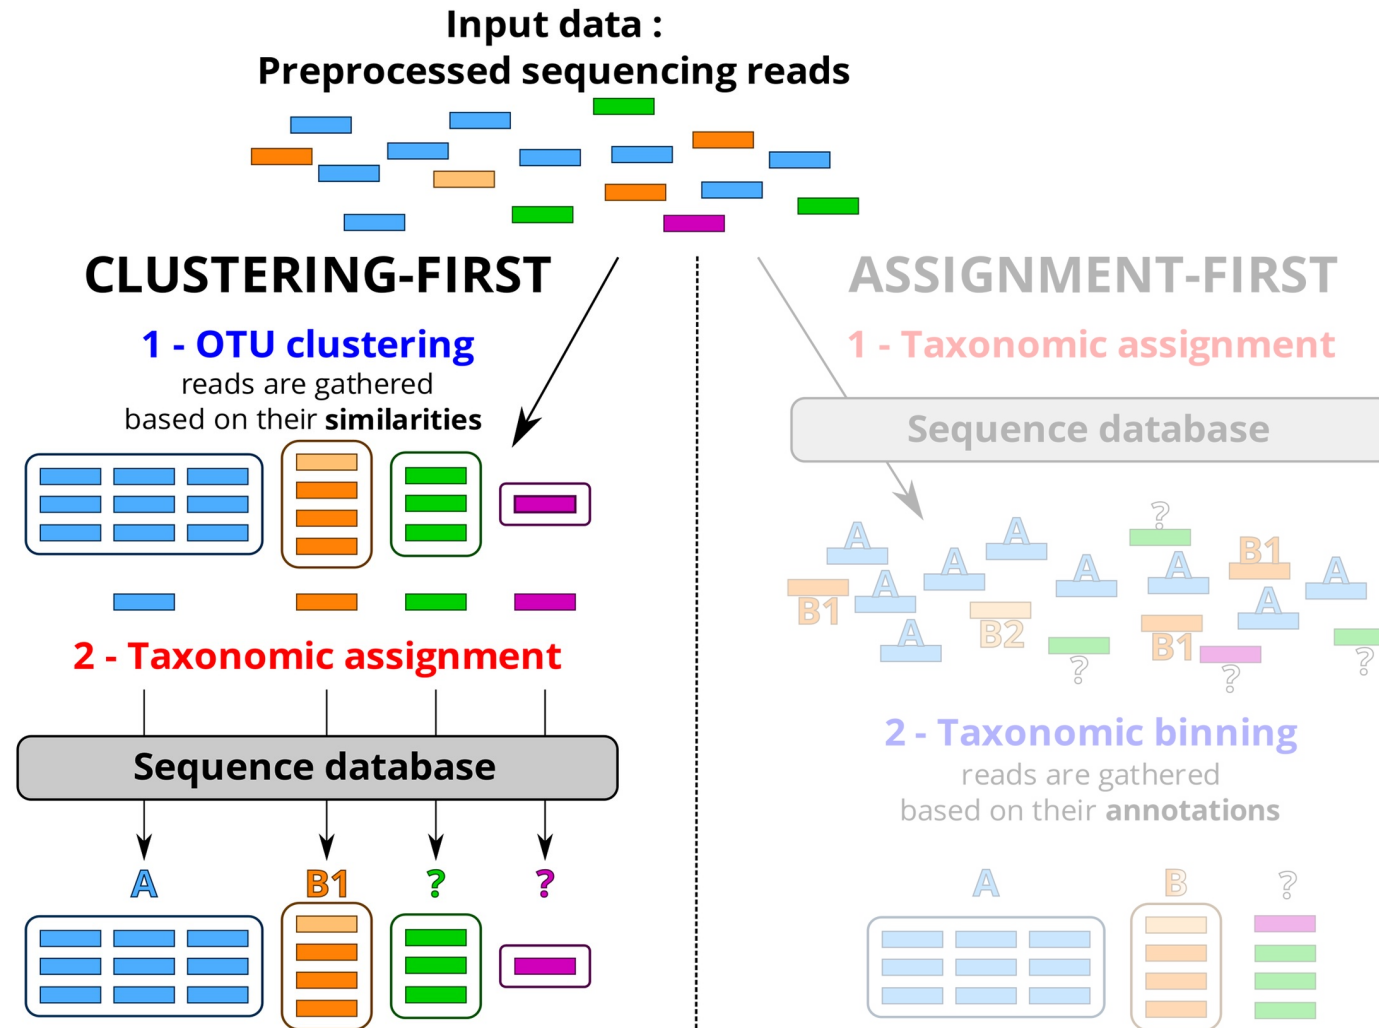 Input data :
Preprocessed sequencing reads
CLUSTERING-FIRST
1 - OTU clustering
reads are gathered
based on their similarities
2 - Taxonomic assignment
Sequence database
A B1 ? ?
ASSIGNMENT-FIRST
1 - Taxonomic assignment
Sequence database
?
A A B1
A A A A
B1 A A
A B2 B1
? ? ?
2 - Taxonomic binning
reads are gathered
based on their annotations
A B ?